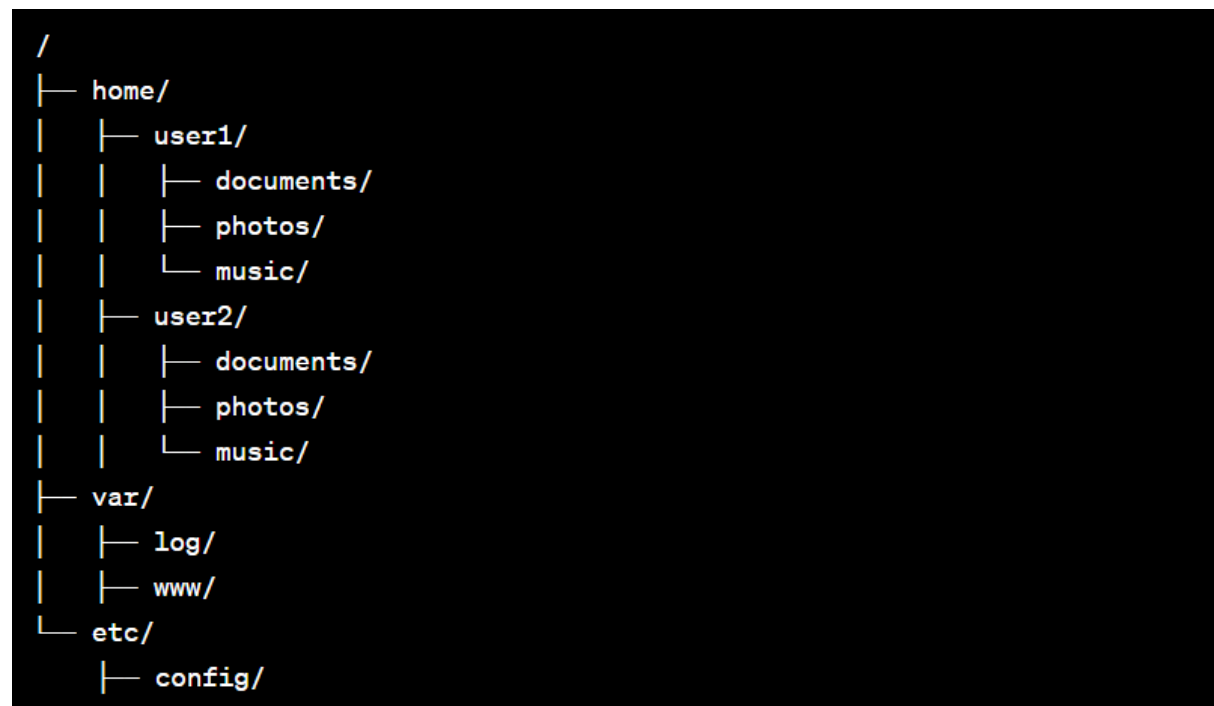 /
├── home/
│   ├── user1/
│   │   ├── documents/
│   │   ├── photos/
│   │   └── music/
│   ├── user2/
│   │   ├── documents/
│   │   ├── photos/
│   │   └── music/
├── var/
│   ├── log/
│   ├── www/
└── etc/
    ├── config/